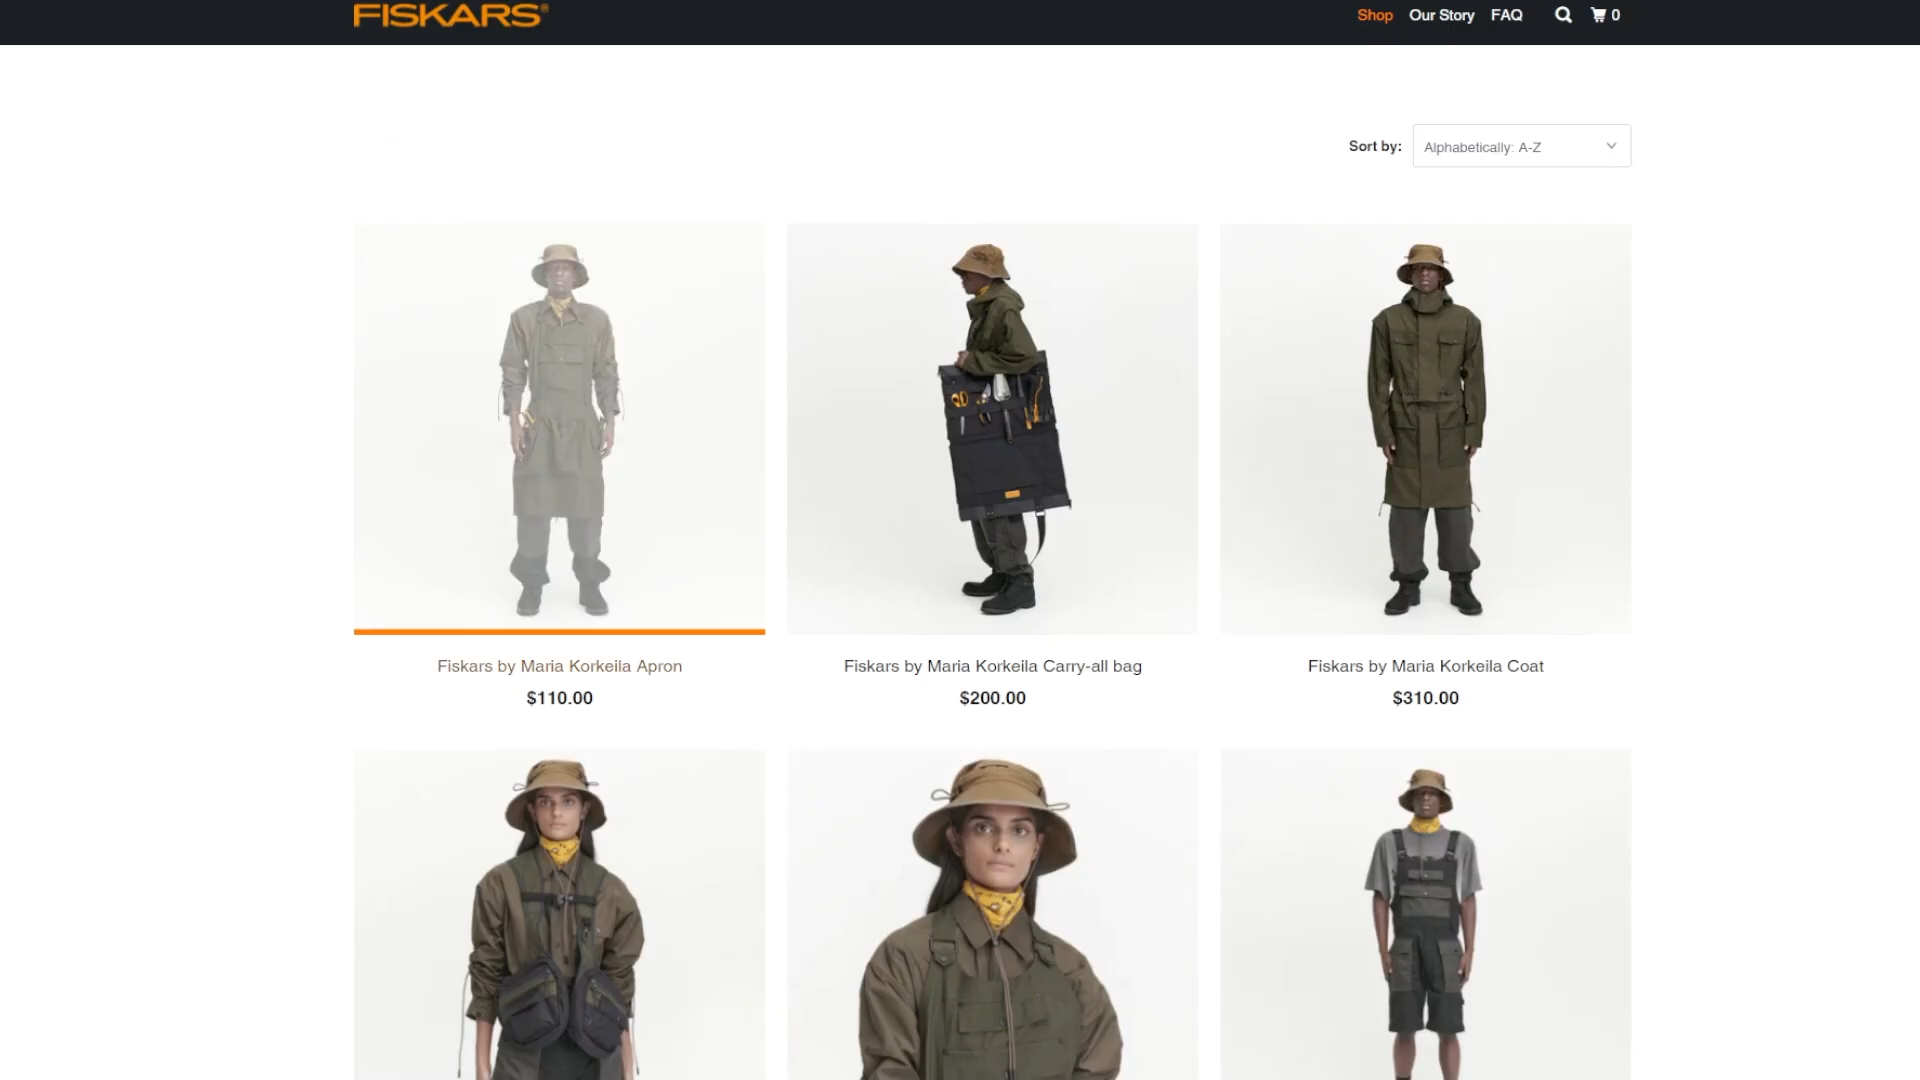 FISKARS®
Shop Our Story FAQ 0
Sort by: Alphabetically: A-Z
Fiskars by Maria Korkeila Apron
$110.00
Fiskars by Maria Korkeila Carry-all bag
$200.00
Fiskars by Maria Korkeila Coat
$310.00